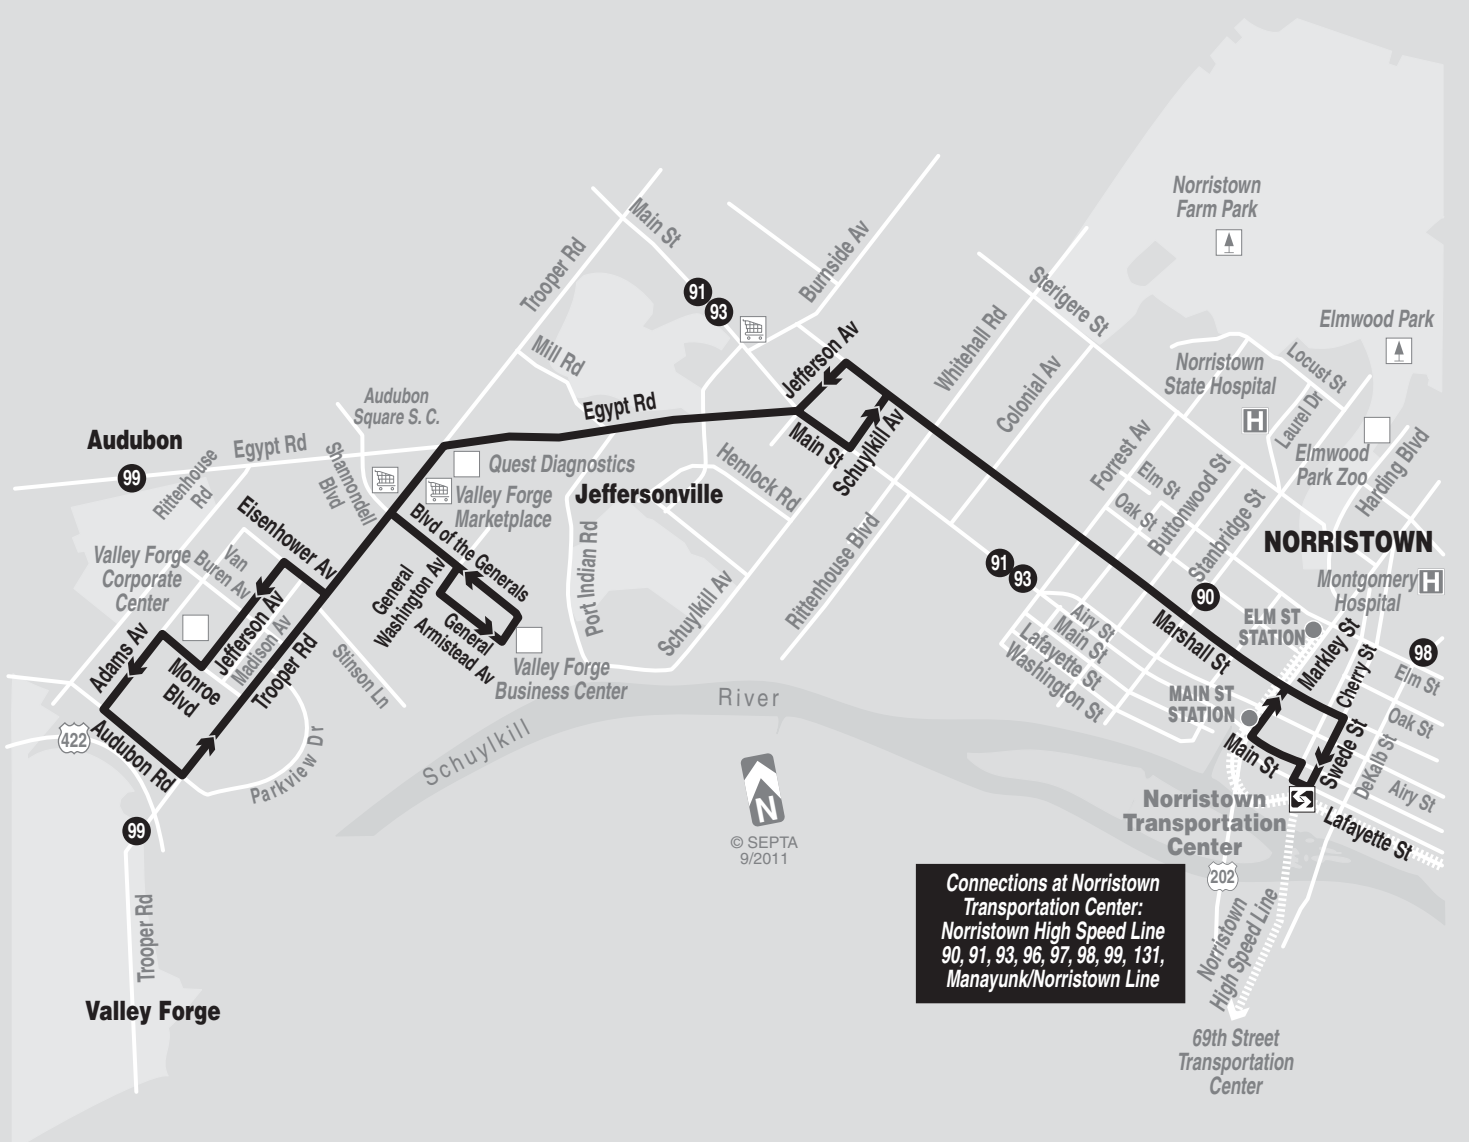 Norristown
Farm Park
Main St
Trooper Rd
Burnside Av
91
93
Sterigere St
Elmwood Park
Whitehall Rd
Mill Rd
Jefferson Av
Locust St
Norristown
State Hospital
H
Laurel Dr
Colonial Av
Audubon
Square S. C.
Egypt Rd
Audubon
99
Egypt Rd
Rittenhouse
Rd
Shannondell
Blvd
Main St
Schuylkill Av
Forrest Av
Elm St
Oak St
Buttonwood St
Stanbridge St
Elmwood
Park Zoo
Harding Blvd
Quest Diagnostics
Valley Forge
Marketplace
Jeffersonville
Hemlock Rd
Eisenhower Av
Blvd of the Generals
Port Indian Rd
Rittenhouse Blvd
NORRISTOWN
Valley Forge
Corporate
Center
Van
Buren Av
General
Washington Av
General
Armistead Av
Schuylkill Av
91
93
90
Montgomery
Hospital
H
Jefferson Av
Madison Av
Trooper Rd
Stinson Ln
Valley Forge
Business Center
Airy St
Main St
Lafayette St
Washington St
Marshall St
ELM ST
STATION
Markley St
Cherry St
98
Elm St
Adams Av
Monroe
Blvd
River
Schuylkill
MAIN ST
STATION
Oak St
422
Audubon Rd
Parkview Dr
Main St
Swede St
DeKalb St
Airy St
N
© SEPTA
9/2011
99
Norristown
Transportation
Center
Lafayette St
202
Trooper Rd
Connections at Norristown
Transportation Center:
Norristown High Speed Line
90, 91, 93, 96, 97, 98, 99, 131,
Manayunk/Norristown Line
Norristown
High Speed Line
Valley Forge
69th Street
Transportation
Center